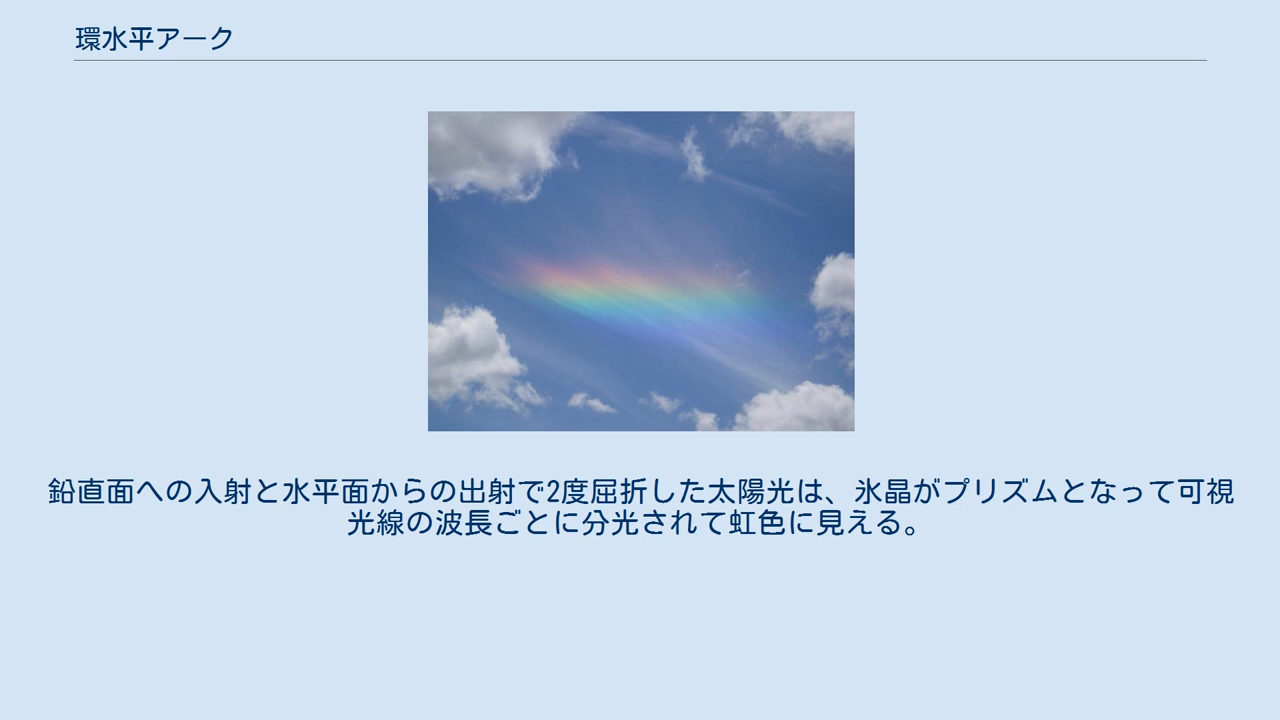 環水平アーク
鉛直面への入射と水平面からの出射で2度屈折した太陽光は、氷晶がプリズムとなって可視
光線の波長ごとに分光されて虹色に見える。